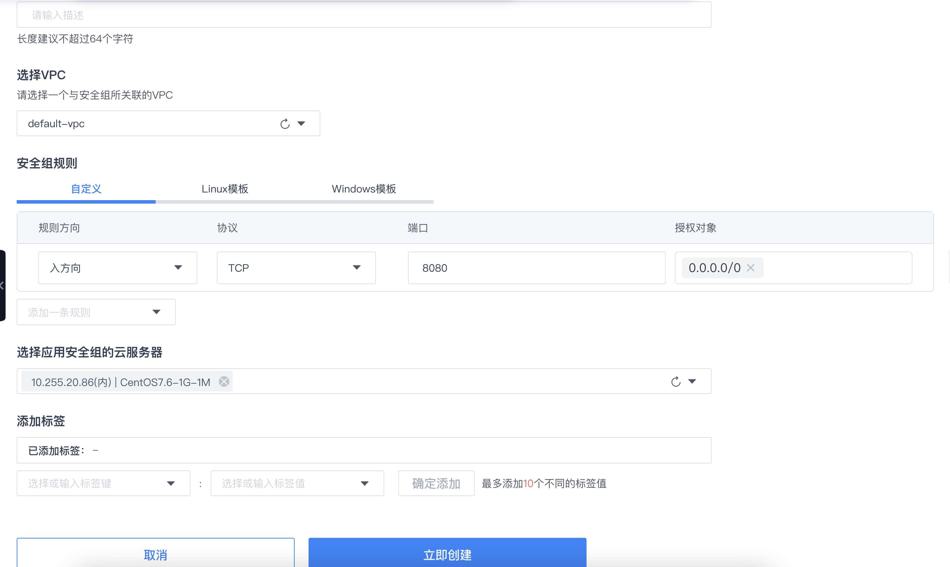 请输入描述
长度建议不超过64个字符
选择VPC
请选择一个与安全组所关联的VPC
default-vpc
安全组规则
自定义 Linux模板 Windows模板
规则方向 协议 端口 授权对象
入方向 TCP 8080 0.0.0.0/0
添加一条规则
选择应用安全组的云服务器
10.255.20.86(内) | CentOS7.6-1G-1M
添加标签
已添加标签： -
选择或输入标签键 : 选择或输入标签值 确定添加 最多添加10个不同的标签值
取消 立即创建